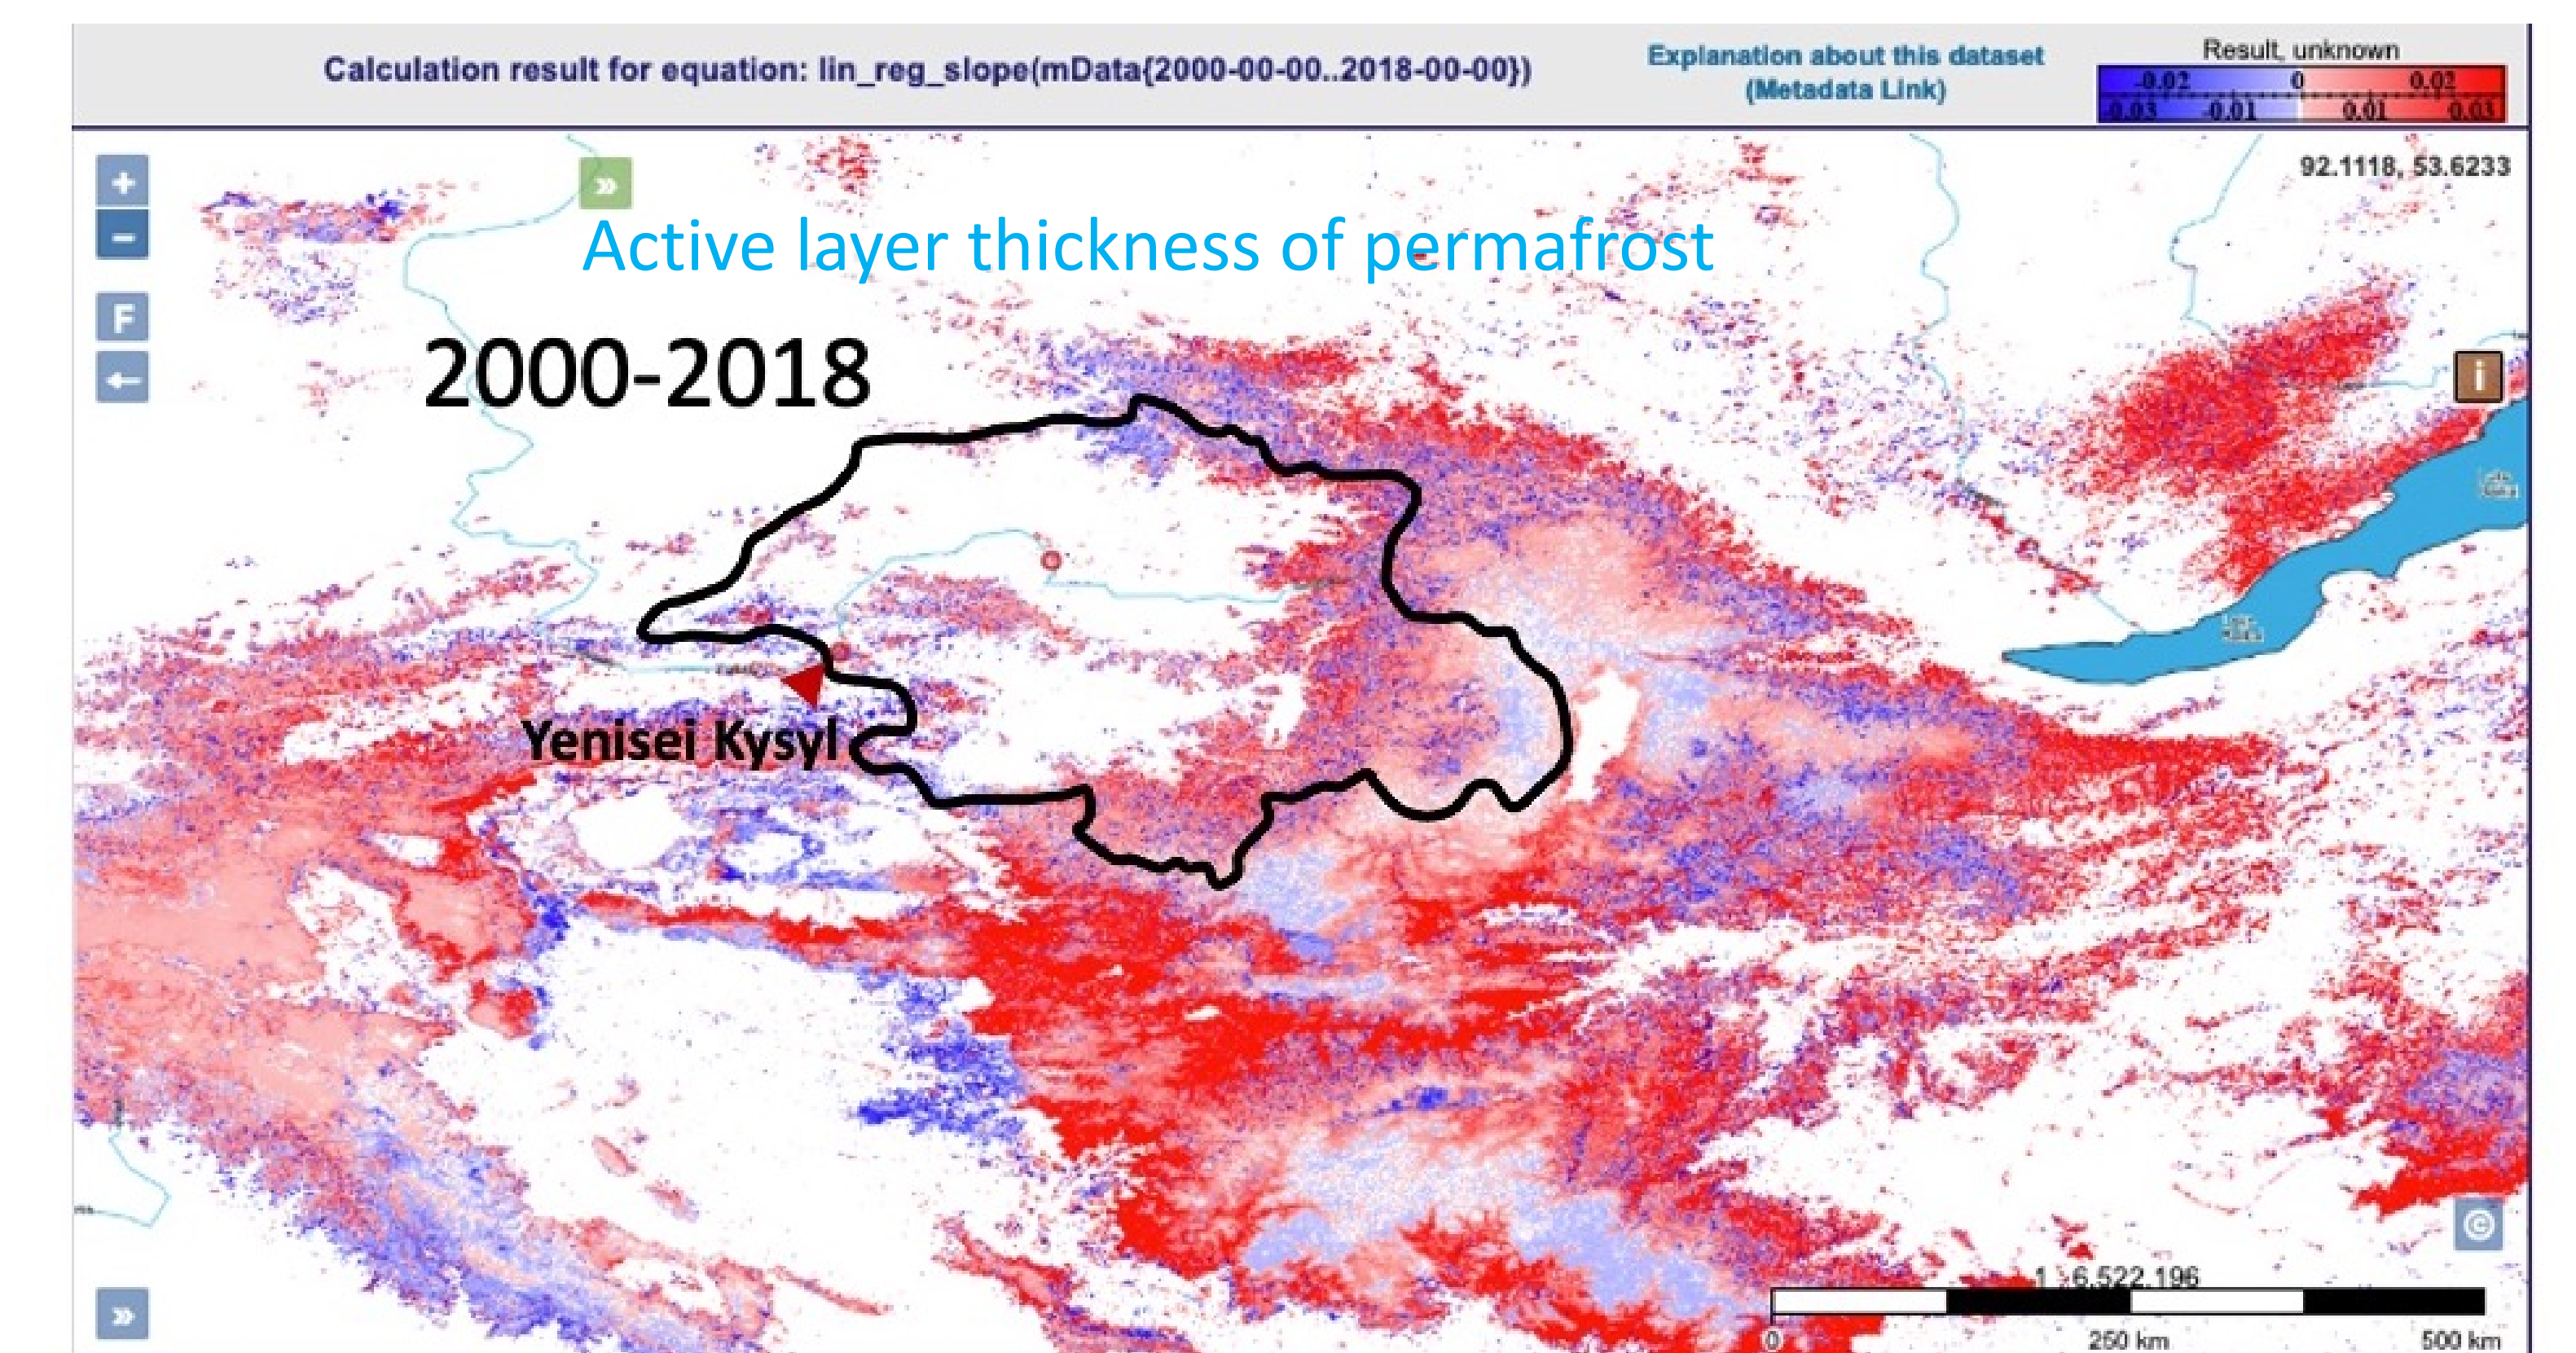 Calculation result for equation: lin_reg_slope(mData{2000-00-00..2018-00-00})
Explanation about this dataset
(Metadata Link)
Result, unknown
-0.02 0 0.02
-0.03 -0.01 0.01 0.03
+
»
92.1118, 53.6233
−
Active layer thickness of permafrost
F
2000-2018
i
Yenisei Kysyl
©
1 : 6,522,196
»
0 250 km 500 km